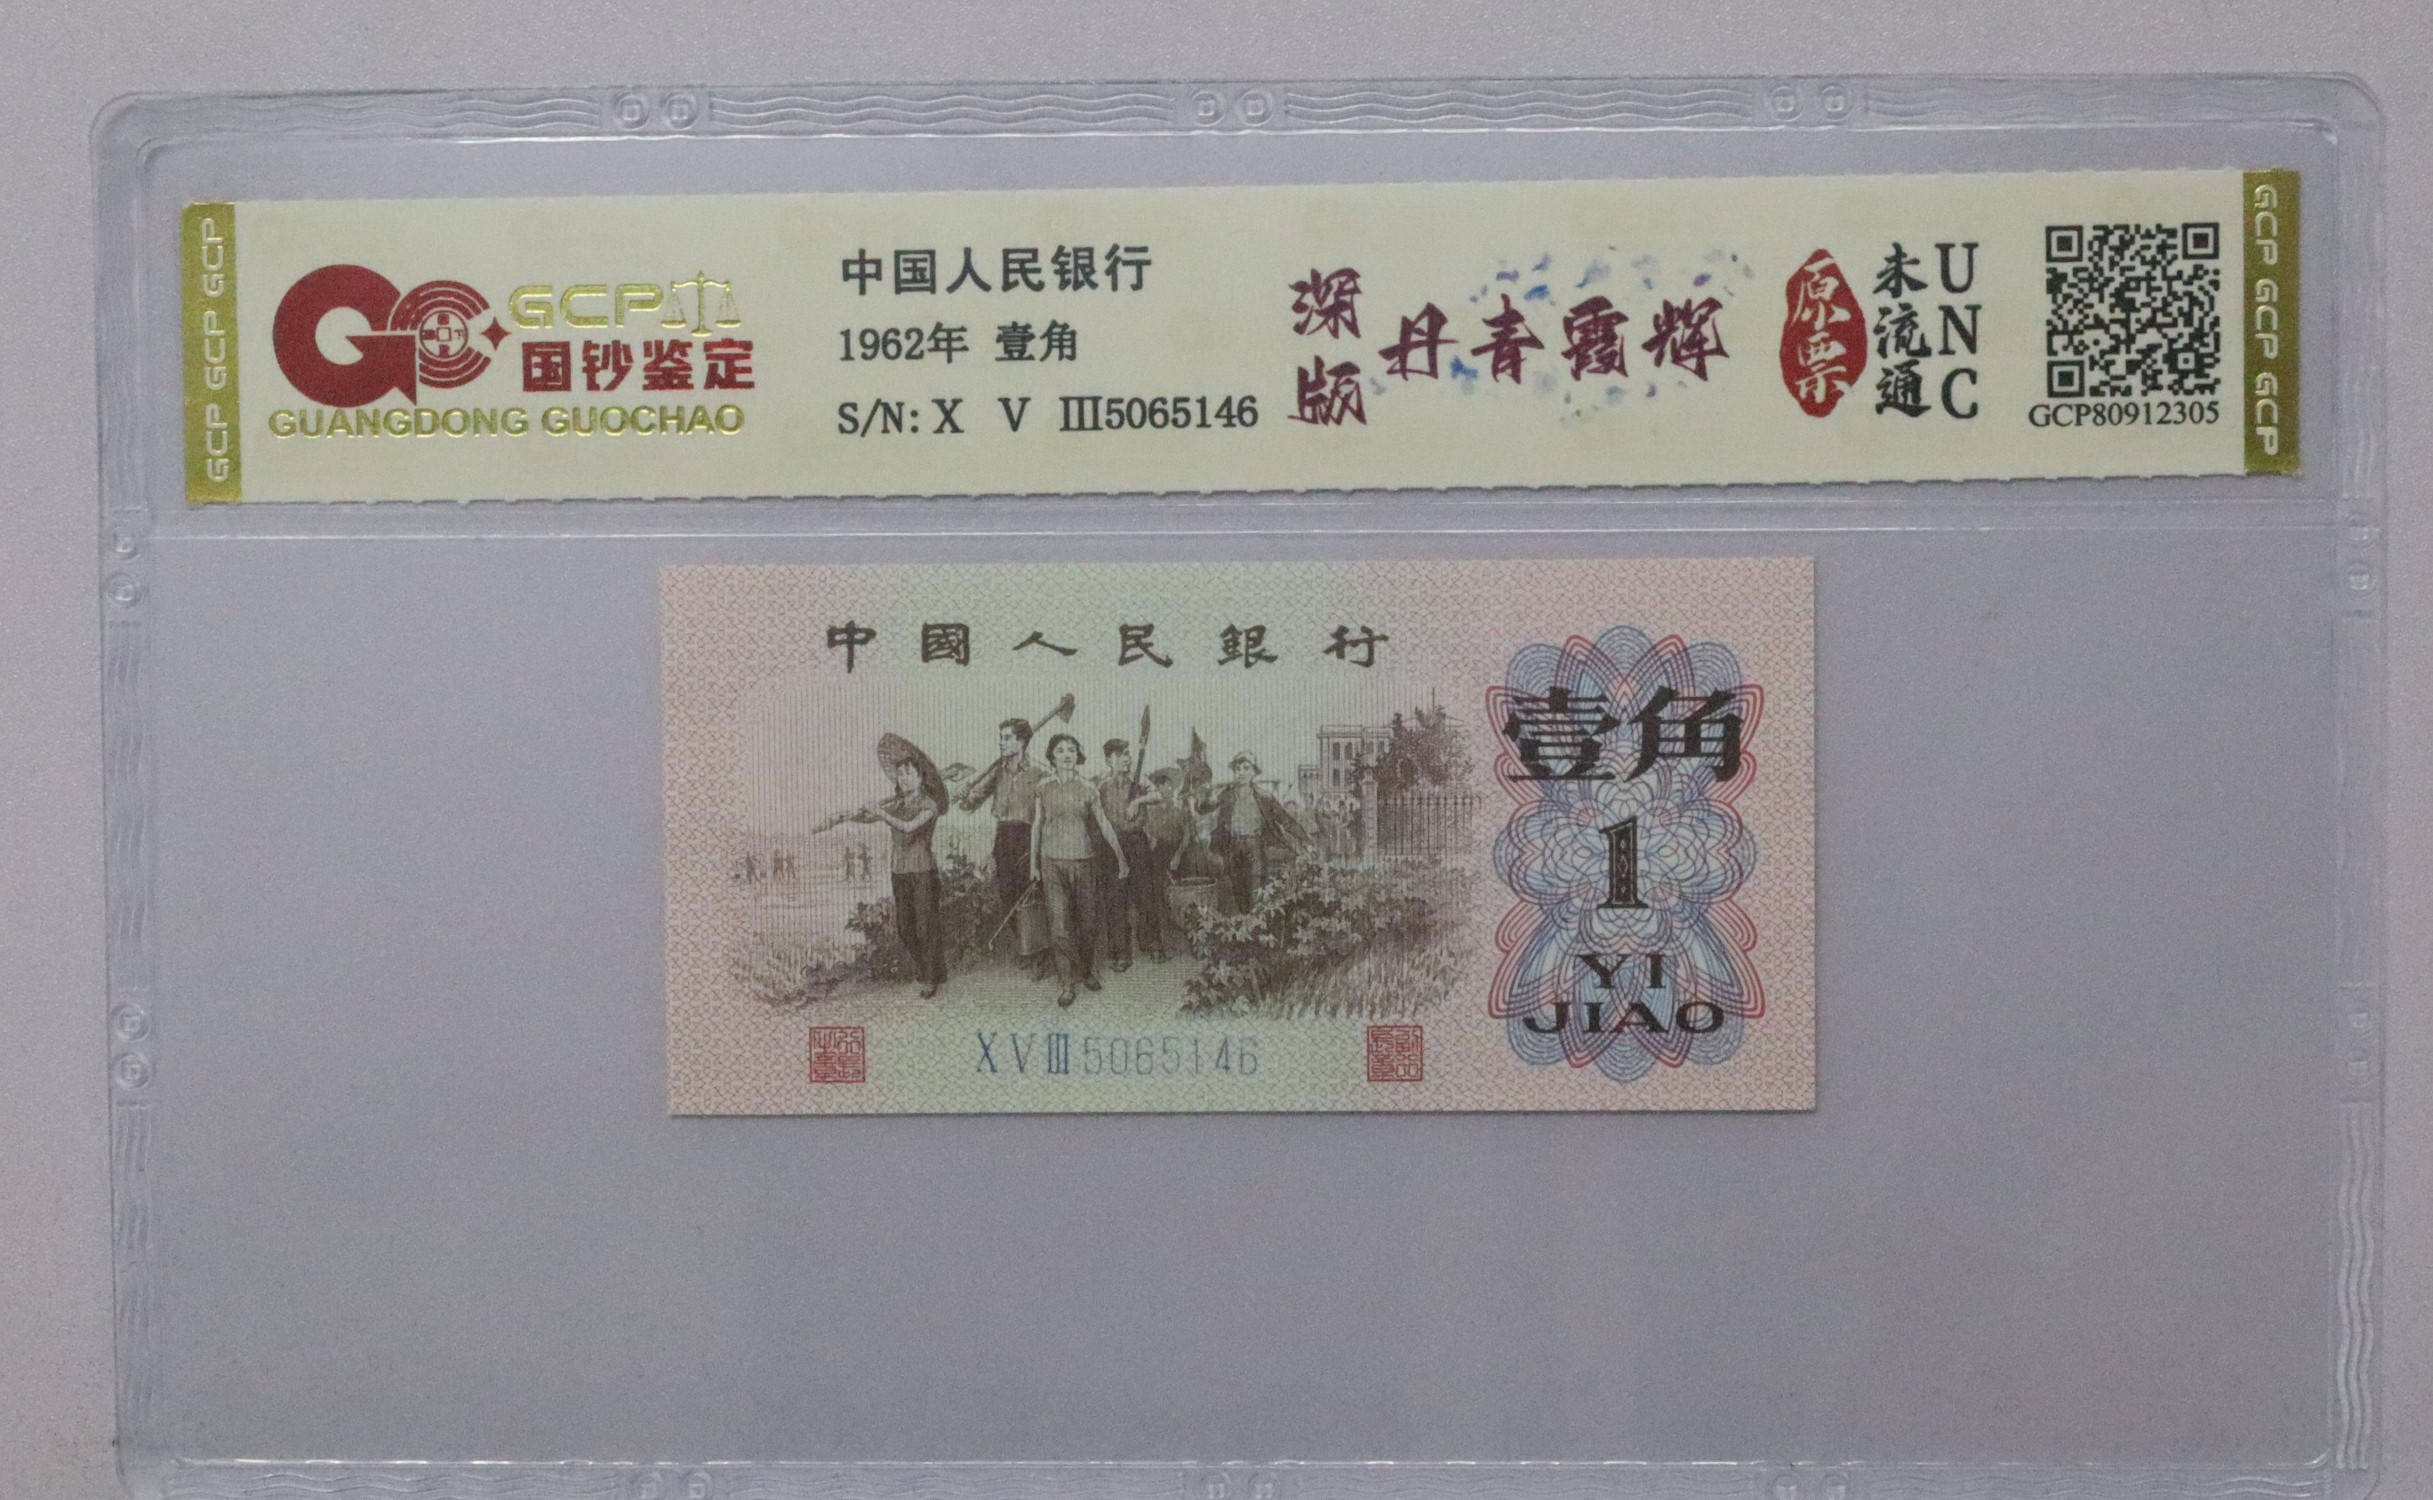 GCP GCP GCP
GCP
国钞鉴定
GUANGDONG GUOCHAO
中国人民银行
1962年 壹角
S/N: X V Ⅲ5065146
深版
丹青霞辉
原票
未流通
UNC
GCP80912305
GCP GCP GCP
中國人民銀行
壹角
1
YI
JIAO
X V Ⅲ 5065146